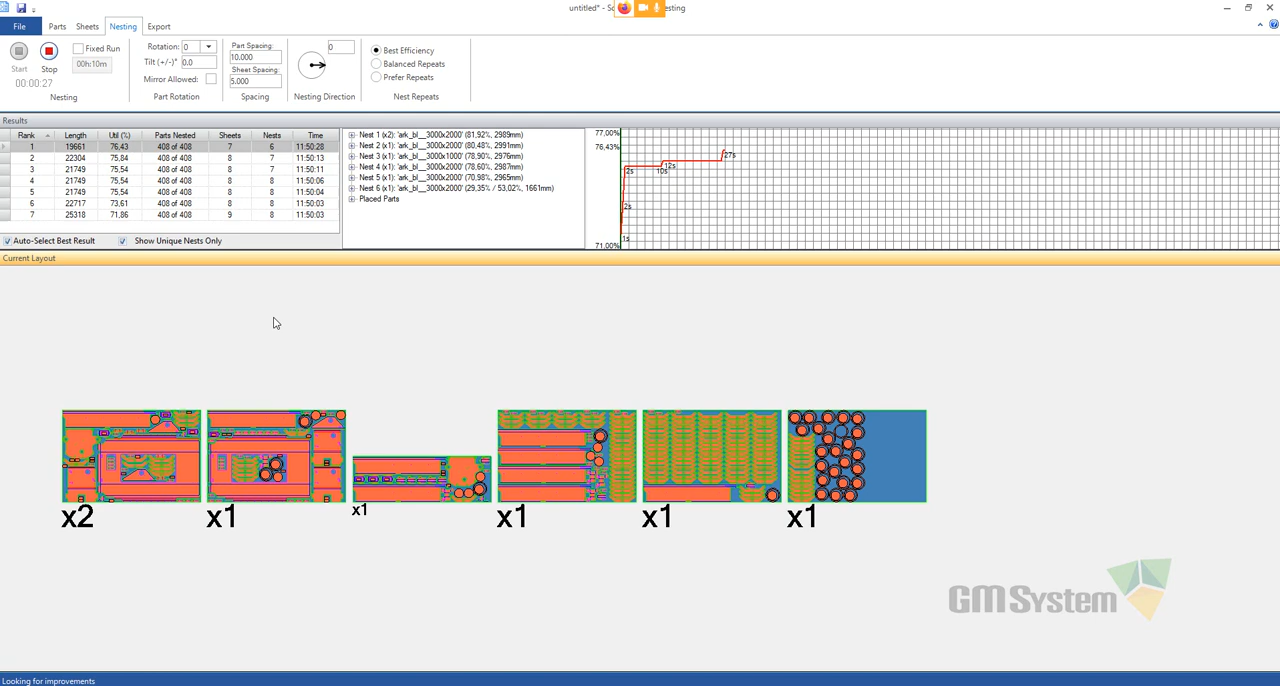 untitled* - So esting
File Parts Sheets Nesting Export
Start
Stop
00:00:27
Fixed Run
00h:10m
Nesting
Rotation: 0
Tilt (+/-)° 0.0
Mirror Allowed:
Part Rotation
Part Spacing:
10.000
Sheet Spacing:
5.000
Spacing
0
Nesting Direction
Best Efficiency
Balanced Repeats
Prefer Repeats
Nest Repeats
Results
Rank Length Util (%) Parts Nested Sheets Nests Time
1 19661 76,43 408 of 408 7 6 11:50:28
2 22304 75,84 408 of 408 8 7 11:50:13
3 21749 75,54 408 of 408 8 7 11:50:11
4 21749 75,54 408 of 408 8 8 11:50:06
5 21749 75,54 408 of 408 8 8 11:50:04
6 22717 73,61 408 of 408 8 8 11:50:03
7 25318 71,86 408 of 408 9 8 11:50:03
Auto-Select Best Result Show Unique Nests Only
Nest 1 (x2): 'ark_bl__3000x2000' (81,92%, 2989mm)
Nest 2 (x1): 'ark_bl__3000x2000' (80,48%, 2991mm)
Nest 3 (x1): 'ark_bl__3000x1000' (78,90%, 2976mm)
Nest 4 (x1): 'ark_bl__3000x2000' (78,60%, 2987mm)
Nest 5 (x1): 'ark_bl__3000x2000' (70,98%, 2965mm)
Nest 6 (x1): 'ark_bl__3000x2000' (29,35% / 53,02%, 1661mm)
Placed Parts
77,00%
76,43%
71,00%
1s
2s
2s
10s
12s
27s
Current Layout
x2
x1
x1
x1
x1
x1
GM System
Looking for improvements